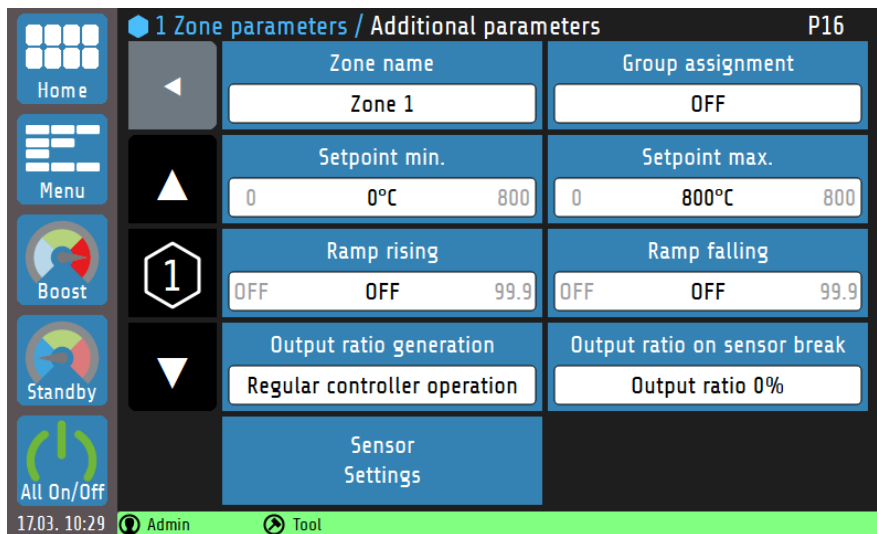 1 Zone parameters / Additional parameters P16
Home
Menu
Boost
Standby
All On/Off
Zone name
Zone 1
Group assignment
OFF
Setpoint min.
0 0°C 800
Setpoint max.
0 800°C 800
1
Ramp rising
OFF OFF 99.9
Ramp falling
OFF OFF 99.9
Output ratio generation
Regular controller operation
Output ratio on sensor break
Output ratio 0%
Sensor
Settings
17.03. 10:29 Admin Tool